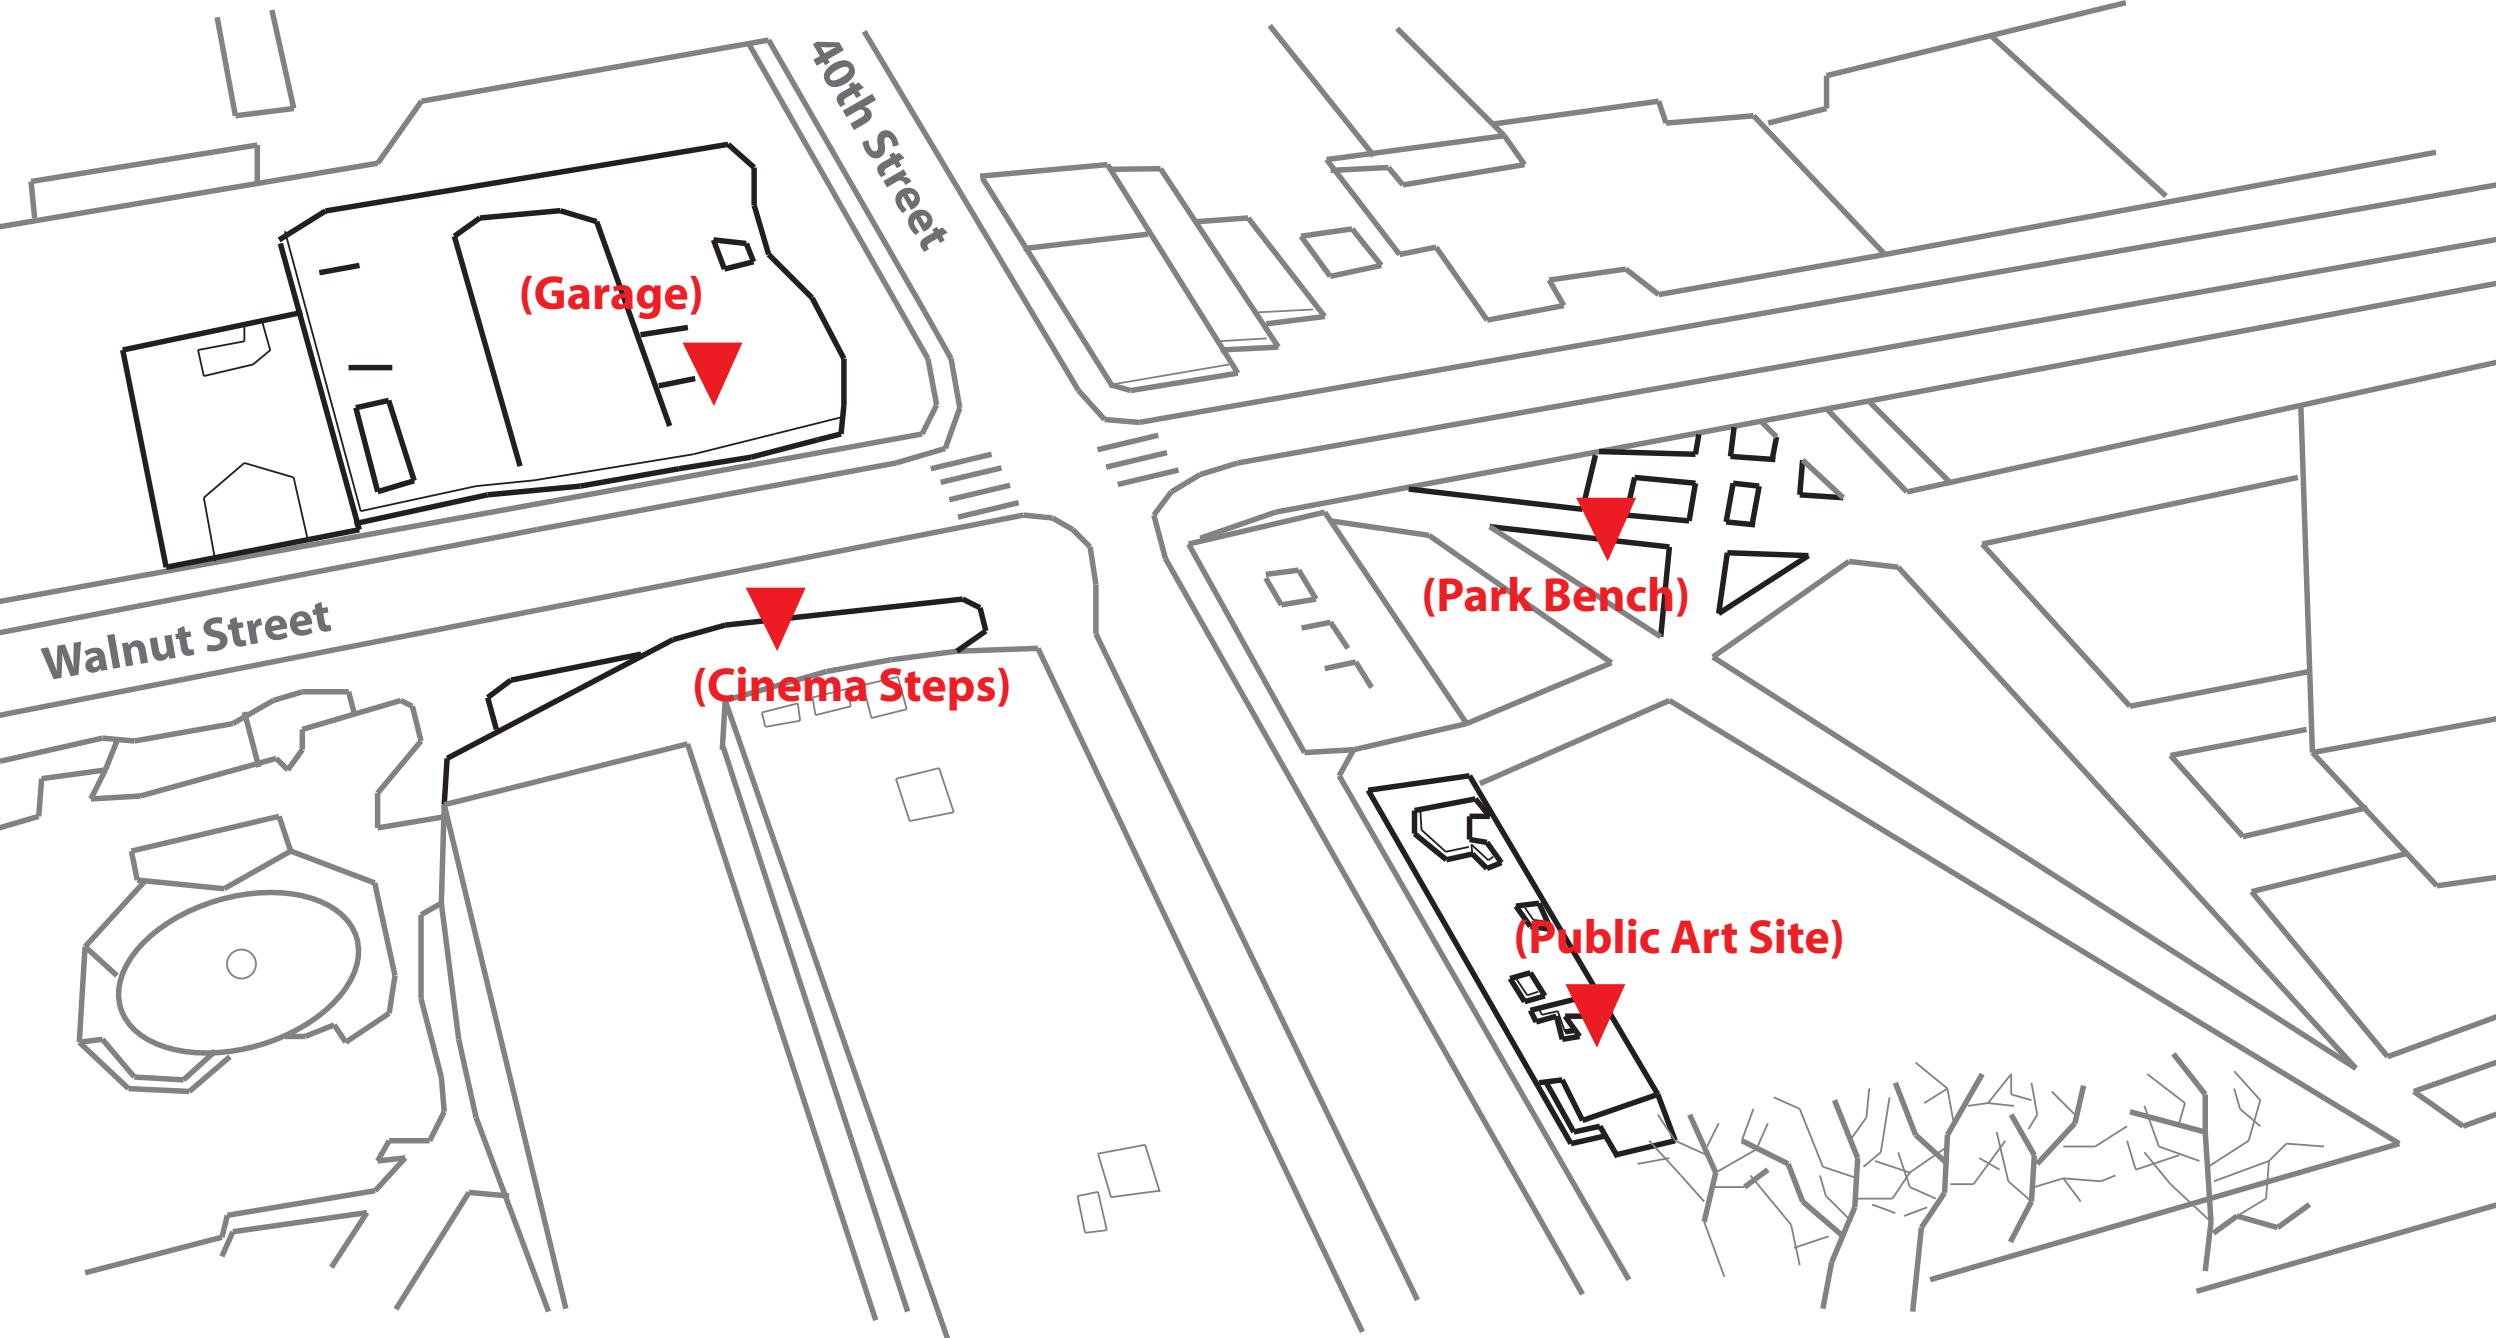 40th Street
(Garage)
(Park Bench)
Walnut Street
(Cinema Steps)
(Public Art Site)